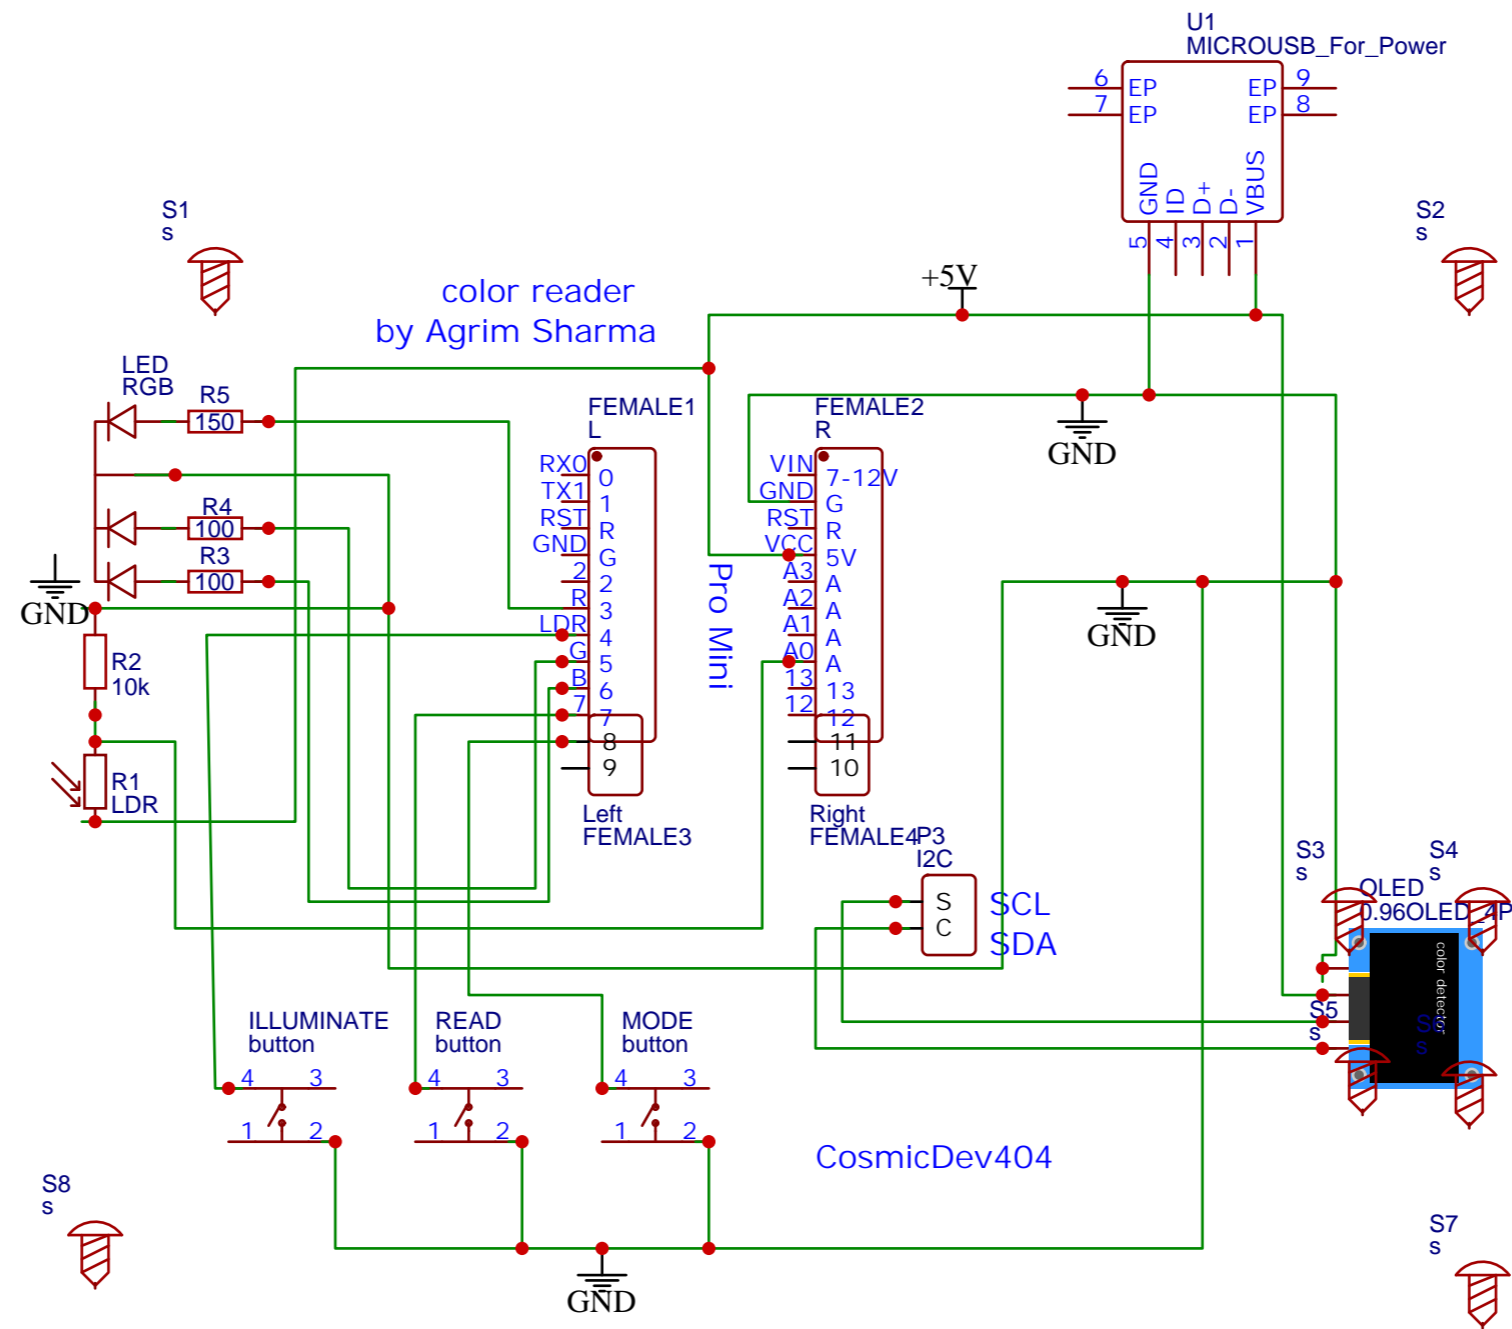 U1
MICROUSB_For_Power
6
EP
EP
9
7
EP
EP
8
GND
ID
D+
D-
VBUS
5
4
3
2
1
S1
s
S2
s
+5V
color reader
by Agrim Sharma
LED
RGB
R5
150
R4
100
R3
100
GND
R2
10k
R1
LDR
FEMALE1
L
RX0
0
TX1
1
RST
R
GND
G
2
2
R
3
LDR
4
G
5
B
6
7
7
8
9
Left
FEMALE3
Pro Mini
FEMALE2
R
VIN
7-12V
GND
G
RST
R
VCC
5V
A3
A
A2
A
A1
A
A0
A
13
13
12
12
11
10
Right
FEMALE4
GND
GND
P3
I2C
S
C
SCL
SDA
S3
s
S4
s
OLED
0.96OLED_4P
color detector
S5
s
S6
s
ILLUMINATE
button
4
3
1
2
READ
button
4
3
1
2
MODE
button
4
3
1
2
CosmicDev404
GND
S8
s
S7
s